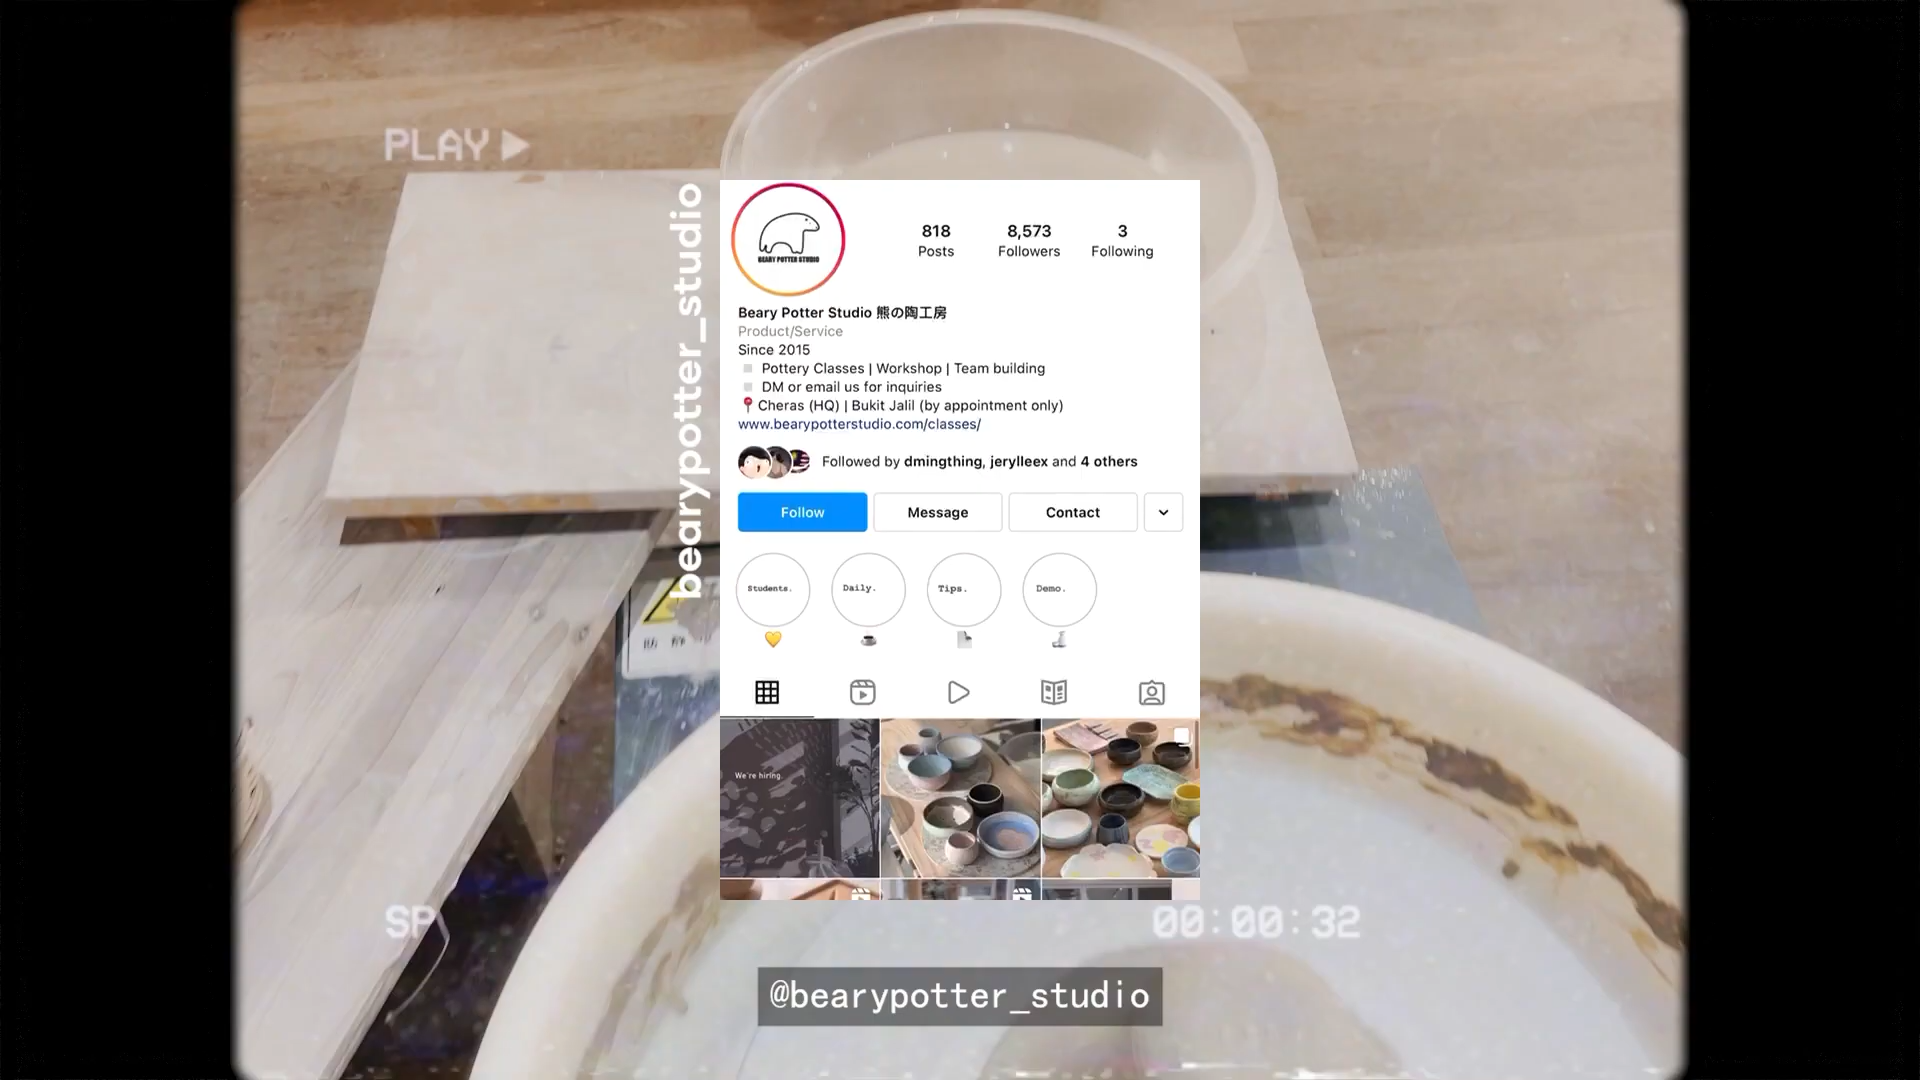 PLAY
bearypotter_studio
BEARY POTTER STUDIO
818
Posts
8,573
Followers
3
Following
Beary Potter Studio 熊の陶工房
Product/Service
Since 2015
Pottery Classes | Workshop | Team building
DM or email us for inquiries
Cheras (HQ) | Bukit Jalil (by appointment only)
www.bearypotterstudio.com/classes/
Followed by dmingthing, jerylleex and 4 others
Follow
Message
Contact
Students.
Daily.
Tips.
Demo.
We're hiring.
SP
00:00:32
@bearypotter_studio